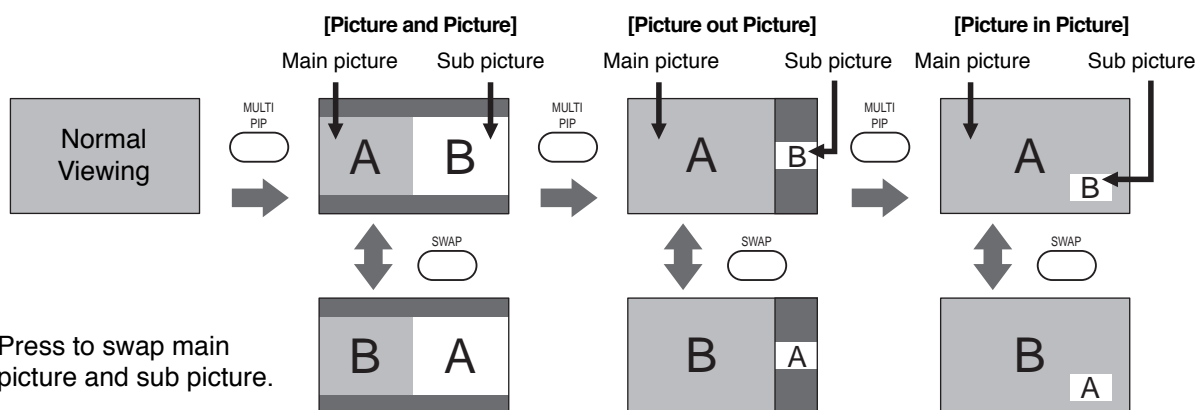 [Picture and Picture]
[Picture out Picture]
[Picture in Picture]
Main picture
Sub picture
Main picture
Sub picture
Main picture
Sub picture
Normal
Viewing
MULTI
PIP
A
B
MULTI
PIP
A
B
MULTI
PIP
A
B
SWAP
SWAP
SWAP
Press to swap main
picture and sub picture.
B
A
B
A
B
A